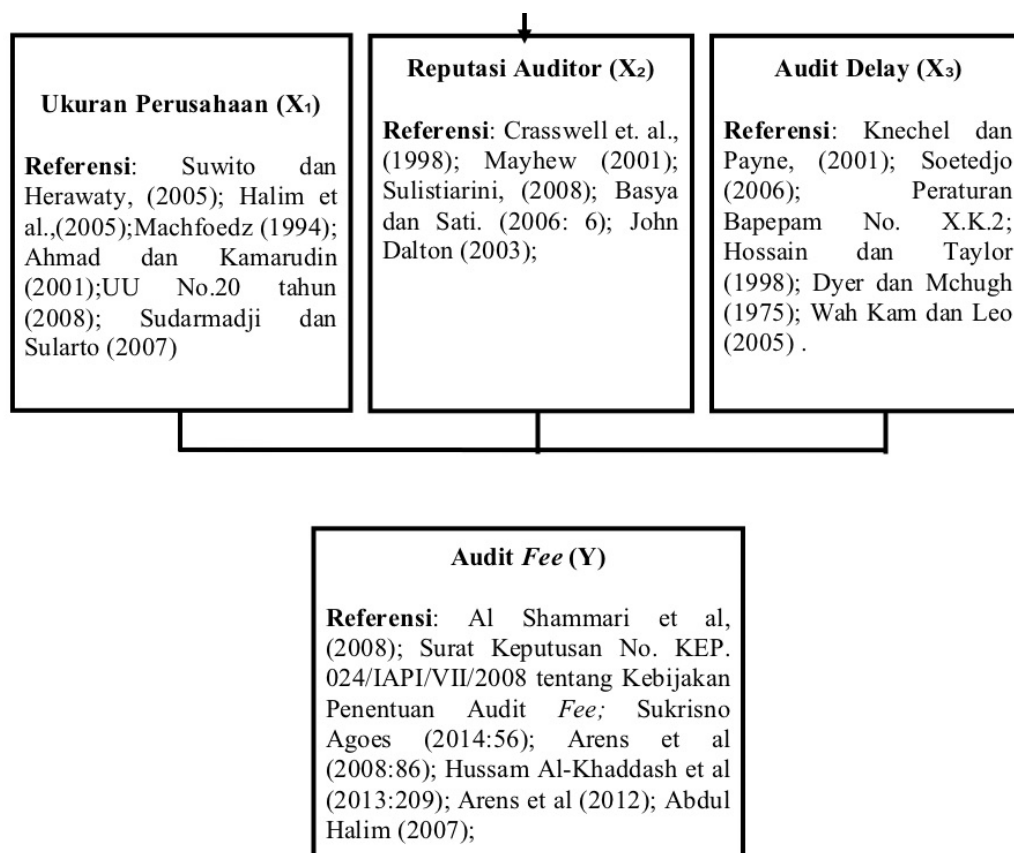 Ukuran Perusahaan (X₁)
Referensi: Suwito dan
Herawaty, (2005); Halim et
al.,(2005);Machfoedz (1994);
Ahmad dan Kamarudin
(2001);UU No.20 tahun
(2008); Sudarmadji dan
Sularto (2007)
Reputasi Auditor (X₂)
Referensi: Crasswell et. al.,
(1998); Mayhew (2001);
Sulistiarini, (2008); Basya
dan Sati. (2006: 6); John
Dalton (2003);
Audit Delay (X₃)
Referensi: Knechel dan
Payne, (2001); Soetedjo
(2006); Peraturan
Bapepam No. X.K.2;
Hossain dan Taylor
(1998); Dyer dan Mchugh
(1975); Wah Kam dan Leo
(2005) .
Audit Fee (Y)
Referensi: Al Shammari et al,
(2008); Surat Keputusan No. KEP.
024/IAPI/VII/2008 tentang Kebijakan
Penentuan Audit Fee; Sukrisno
Agoes (2014:56); Arens et al
(2008:86); Hussam Al-Khaddash et al
(2013:209); Arens et al (2012); Abdul
Halim (2007);